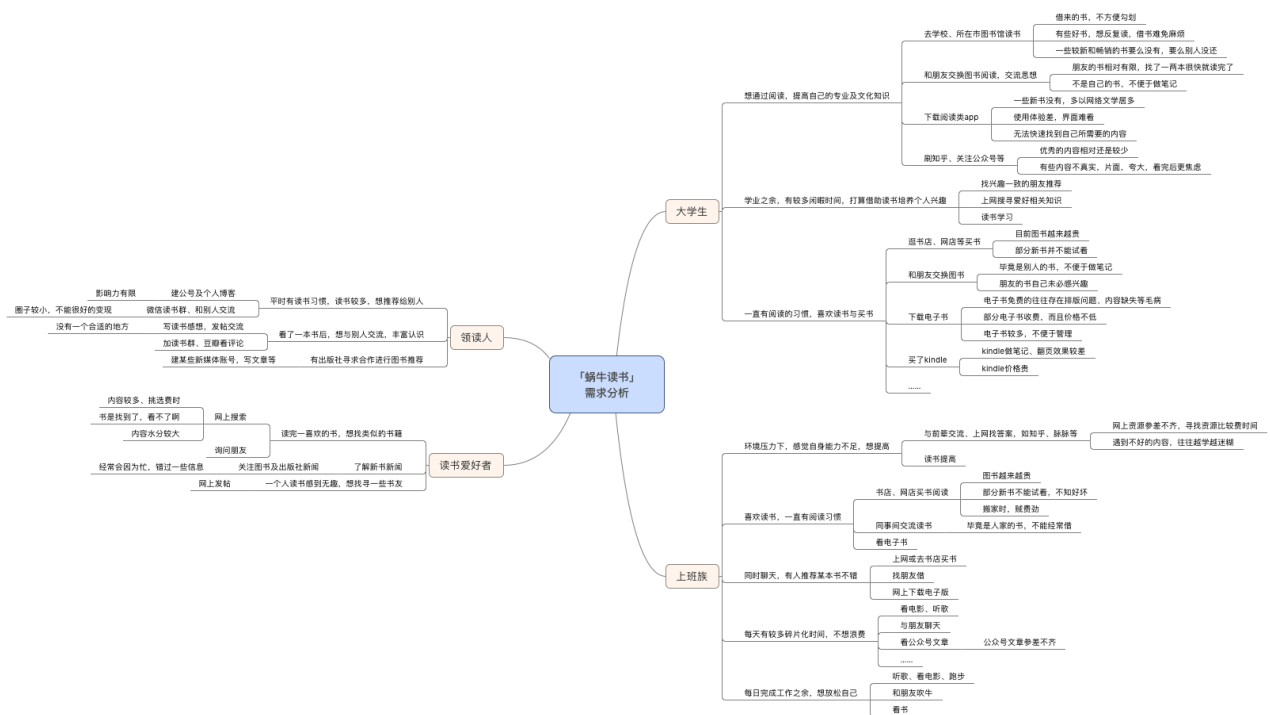 「蜗牛读书」
需求分析
大学生
想通过阅读，提高自己的专业及文化知识
去学校、所在市图书馆读书
借来的书，不方便勾划
有些好书，想反复读，借书难免麻烦
一些较新和畅销的书要么没有，要么别人没还
和朋友交换图书阅读，交流思想
朋友的书相对有限，找了一两本很快就读完了
不是自己的书，不便于做笔记
下载阅读类app
一些新书没有，多以网络文学居多
使用体验差，界面难看
无法快速找到自己所需要的内容
刷知乎、关注公众号等
优秀的内容相对还是较少
有些内容不真实，片面，夸大，看完后更焦虑
学业之余，有较多闲暇时间，打算借助读书培养个人兴趣
找兴趣一致的朋友推荐
上网搜寻爱好相关知识
读书学习
一直有阅读的习惯，喜欢读书与买书
逛书店、网店等买书
目前图书越来越贵
部分新书并不能试看
和朋友交换图书
毕竟是别人的书，不便于做笔记
朋友的书自己未必感兴趣
下载电子书
电子书免费的往往存在排版问题，内容缺失等毛病
部分电子书收费，而且价格不低
电子书较多，不便于管理
买了kindle
kindle做笔记、翻页效果较差
kindle价格贵
......
上班族
环境压力下，感觉自身能力不足，想提高
与前辈交流、上网找答案，如知乎、脉脉等
网上资源参差不齐，寻找资源比较费时间
遇到不好的内容，往往越学越迷糊
读书提高
喜欢读书，一直有阅读习惯
书店、网店买书阅读
图书越来越贵
部分新书不能试看，不知好坏
搬家时，贼费劲
同事间交流读书
毕竟是人家的书，不能经常借
看电子书
同时聊天，有人推荐某本书不错
上网或去书店买书
找朋友借
网上下载电子版
每天有较多碎片化时间，不想浪费
看电影、听歌
与朋友聊天
看公众号文章
公众号文章参差不齐
......
每日完成工作之余，想放松自己
听歌、看电影、跑步
和朋友吹牛
看书
领读人
平时有读书习惯，读书较多，想推荐给别人
建公号及个人博客
影响力有限
微信读书群、和别人交流
圈子较小，不能很好的变现
看了一本书后，想与别人交流，丰富认识
写读书感想，发帖交流
没有一个合适的地方
加读书群、豆瓣看评论
有出版社寻求合作进行图书推荐
建某些新媒体账号，写文章等
读书爱好者
读完一喜欢的书，想找类似的书籍
网上搜索
内容较多、挑选费时
书是找到了，看不了啊
内容水分较大
询问朋友
了解新书新闻
关注图书及出版社新闻
经常会因为忙，错过一些信息
一个人读书感到无趣，想找寻一些书友
网上发帖